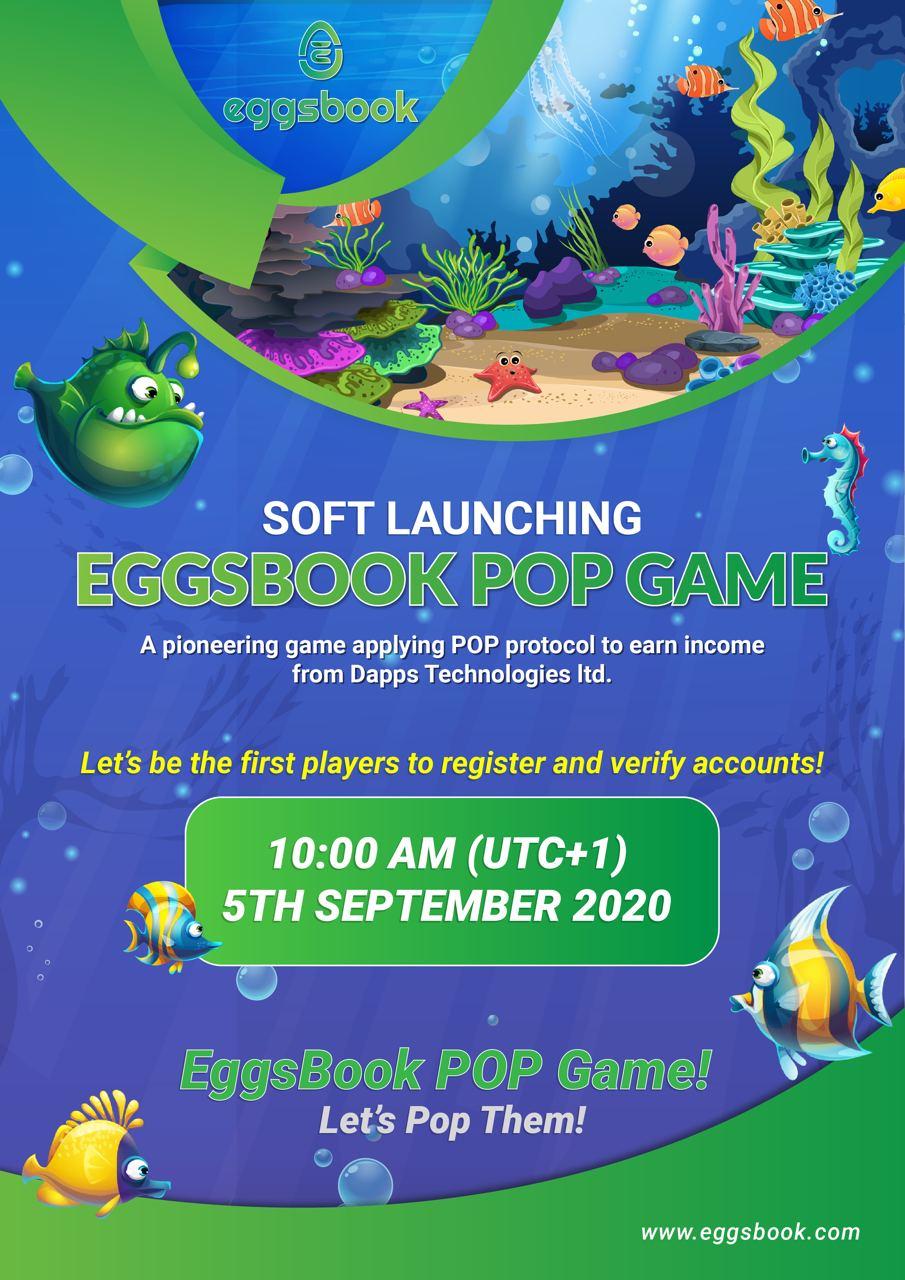 eggsbook
SOFT LAUNCHING
EGGSBOOK POP GAME
A pioneering game applying POP protocol to earn income
from Dapps Technologies ltd.
Let's be the first players to register and verify accounts!
10:00 AM (UTC+1)
5TH SEPTEMBER 2020
EggsBook POP Game!
Let's Pop Them!
www.eggsbook.com